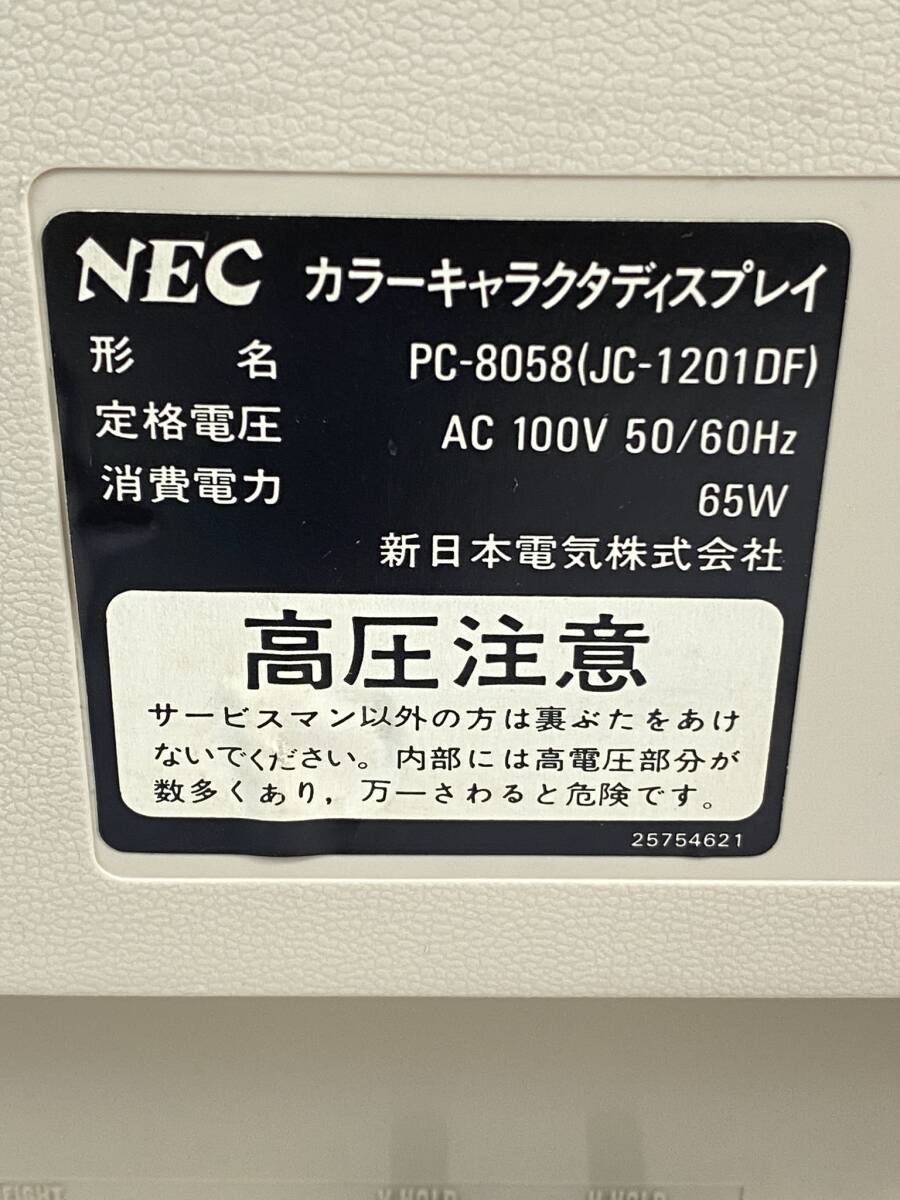 NEC カラーキャラクタディスプレイ
形名 PC-8058(JC-1201DF)
定格電圧 AC 100V 50/60Hz
消費電力 65W
新日本電気株式会社
高圧注意
サービスマン以外の方は裏ぶたをあけ
ないでください。内部には高電圧部分が
数多くあり，万一さわると危険です。
25754621
V HOLD